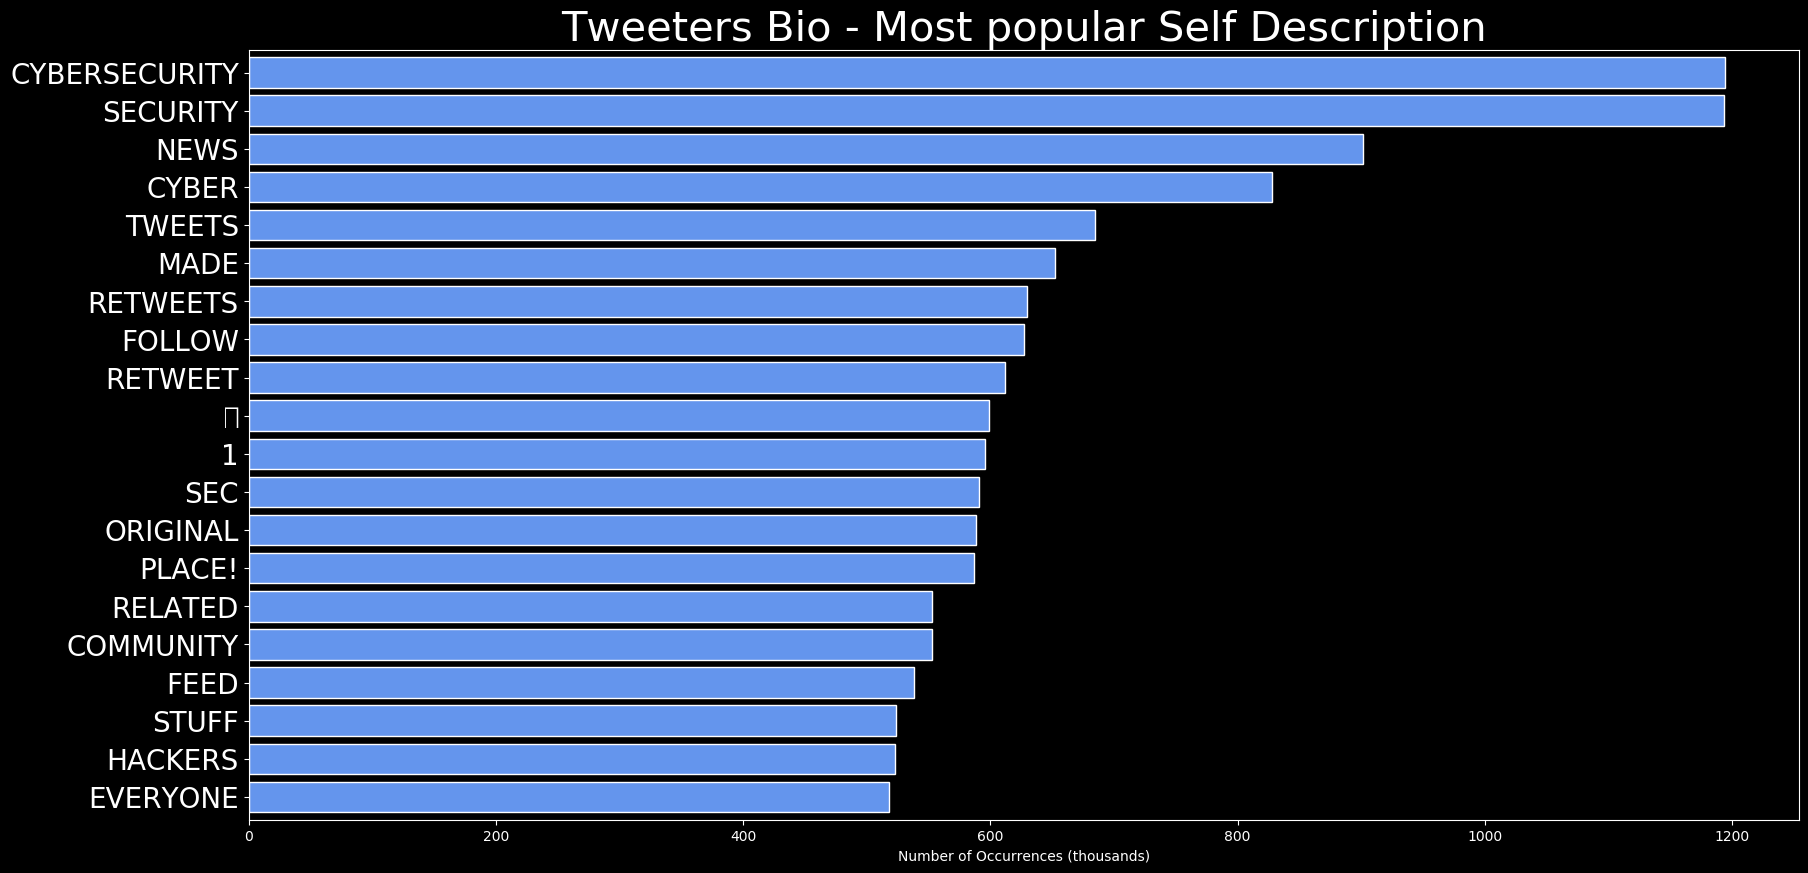 Tweeters Bio - Most popular Self Description
CYBERSECURITY
SECURITY
NEWS
CYBER
TWEETS
MADE
RETWEETS
FOLLOW
RETWEET
1
SEC
ORIGINAL
PLACE!
RELATED
COMMUNITY
FEED
STUFF
HACKERS
EVERYONE
0 200 400 600 800 1000 1200
Number of Occurrences (thousands)